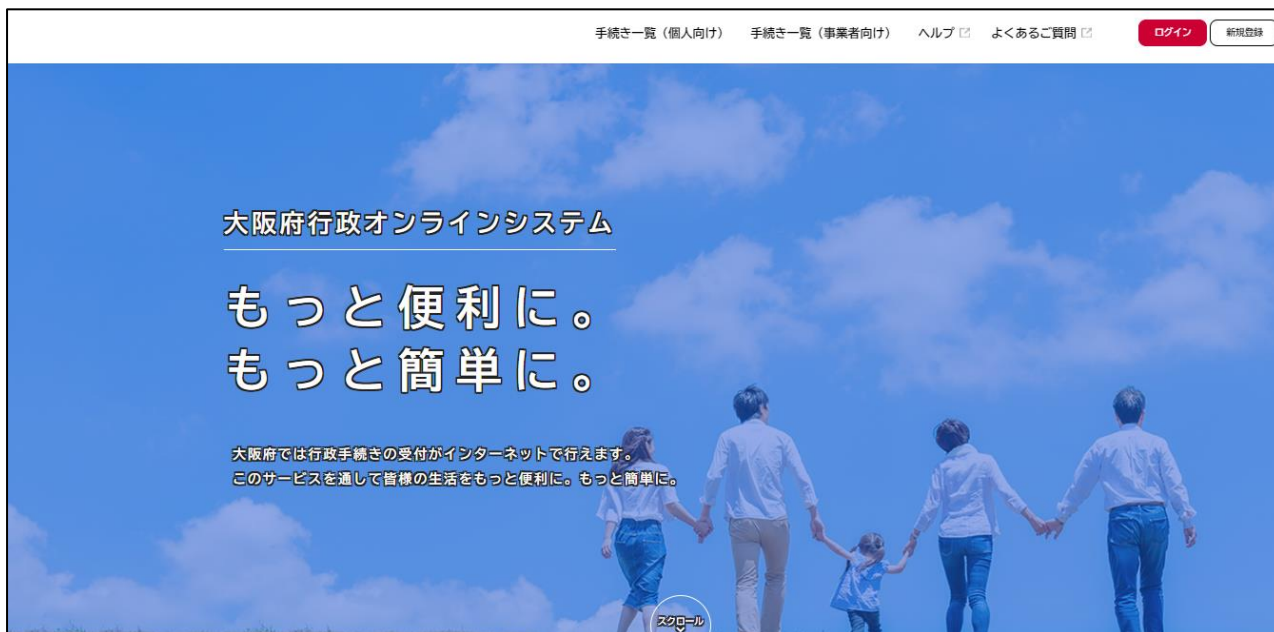 手続き一覧（個人向け） 手続き一覧（事業者向け） ヘルプ よくあるご質問 ログイン 新規登録
大阪府行政オンラインシステム
もっと便利に。
もっと簡単に。
大阪府では行政手続きの受付がインターネットで行えます。
このサービスを通して皆様の生活をもっと便利に。もっと簡単に。
スクロール